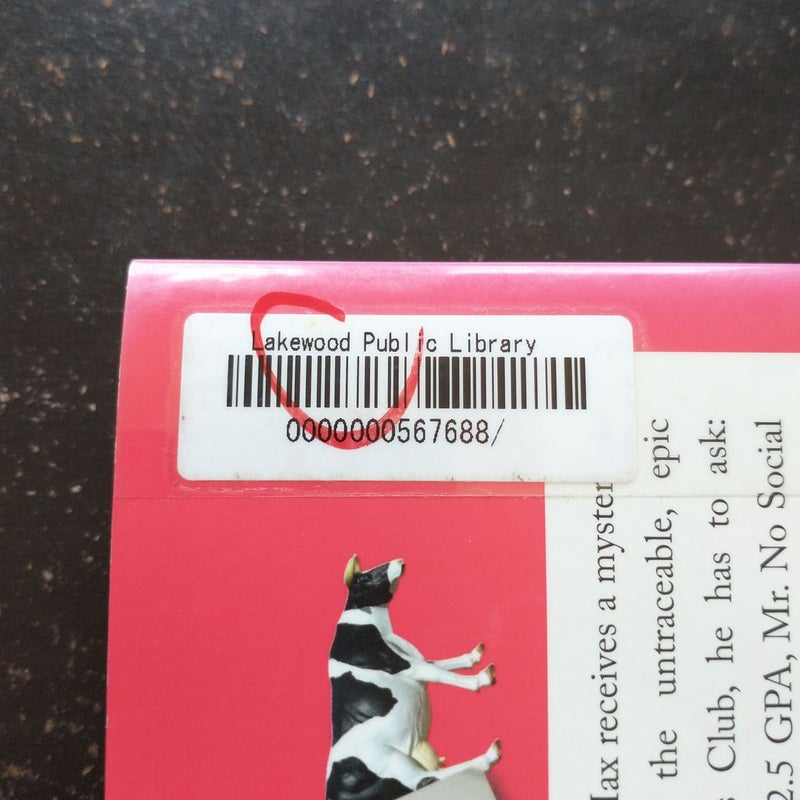 Lakewood Public Library
0000000567688/
Max receives a myster
the untraceable, epic
Club, he has to ask:
2.5 GPA, Mr. No Social